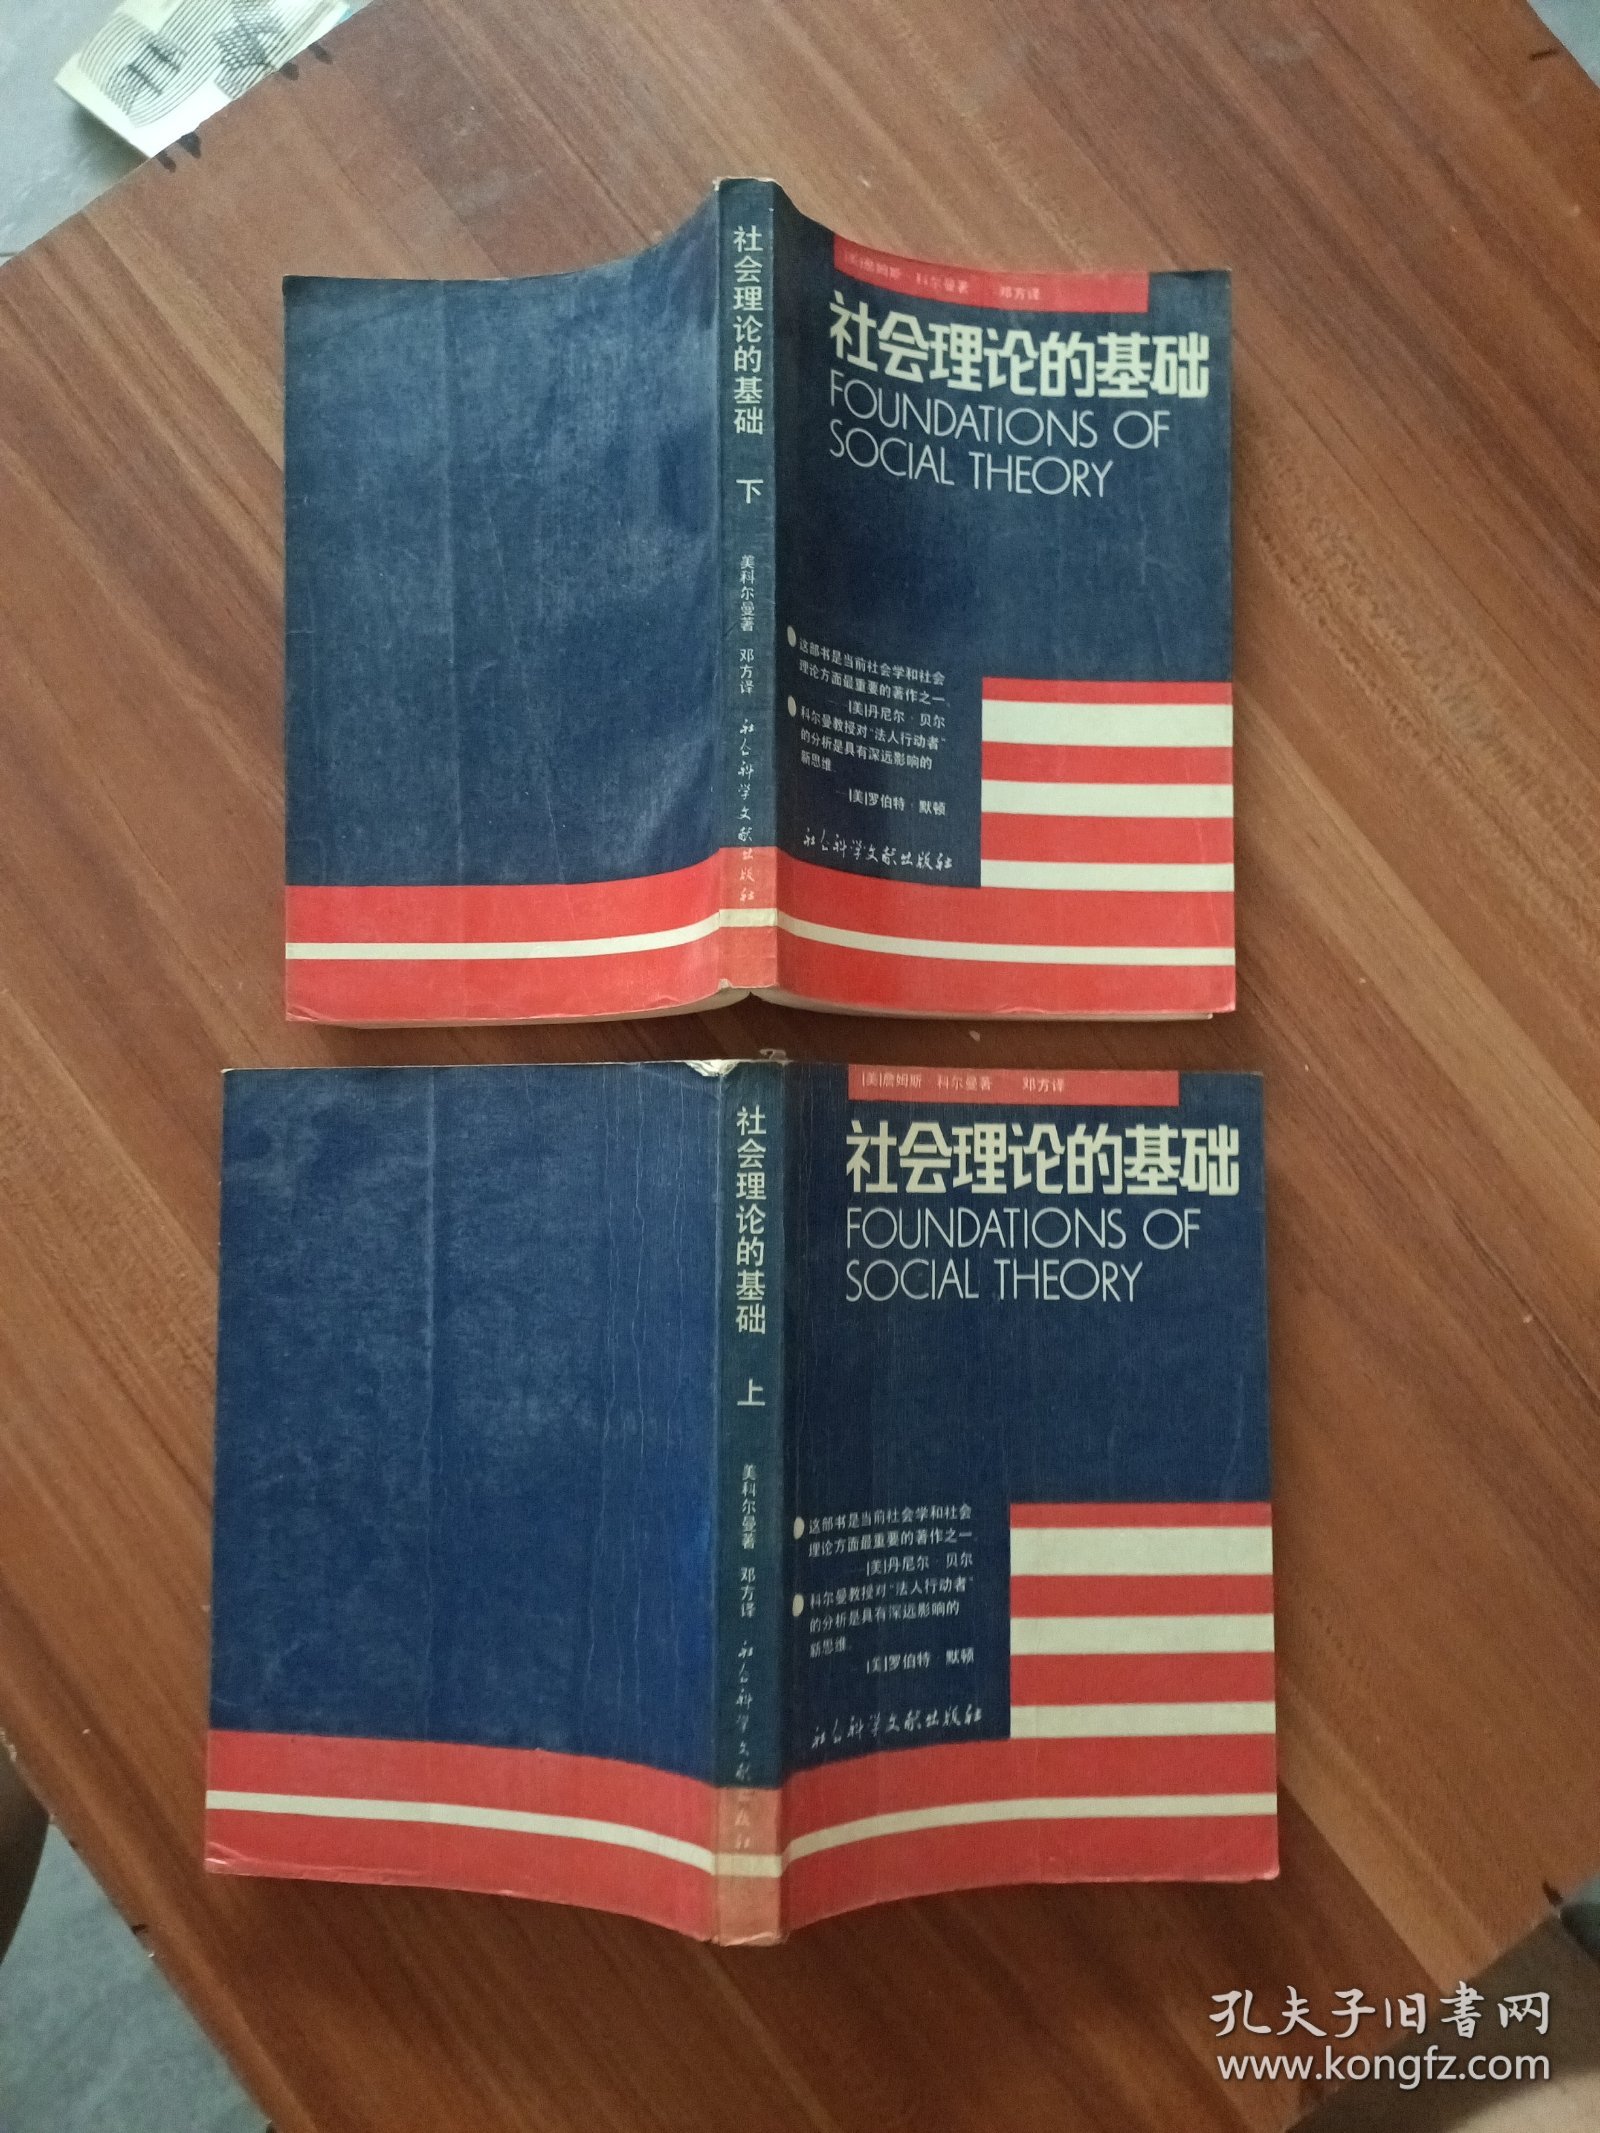 社会理论的基础 下
美科尔曼著 邓方译
社会科学文献出版社
[美]詹姆斯 科尔曼著 邓方译
社会理论的基础
FOUNDATIONS OF
SOCIAL THEORY
这部书是当前社会学和社会
理论方面最重要的著作之一
[美]丹尼尔·贝尔
科尔曼教授对“法人行动者”
的分析是具有深远影响的
新思维
[美]罗伯特·默顿
社会科学文献出版社
社会理论的基础 上
美科尔曼著 邓方译
社会科学文献出版社
[美]詹姆斯 科尔曼著 邓方译
社会理论的基础
FOUNDATIONS OF
SOCIAL THEORY
这部书是当前社会学和社会
理论方面最重要的著作之一
[美]丹尼尔·贝尔
科尔曼教授对“法人行动者”
的分析是具有深远影响的
新思维
[美]罗伯特·默顿
社会科学文献出版社
孔夫子旧書网
www.kongfz.com